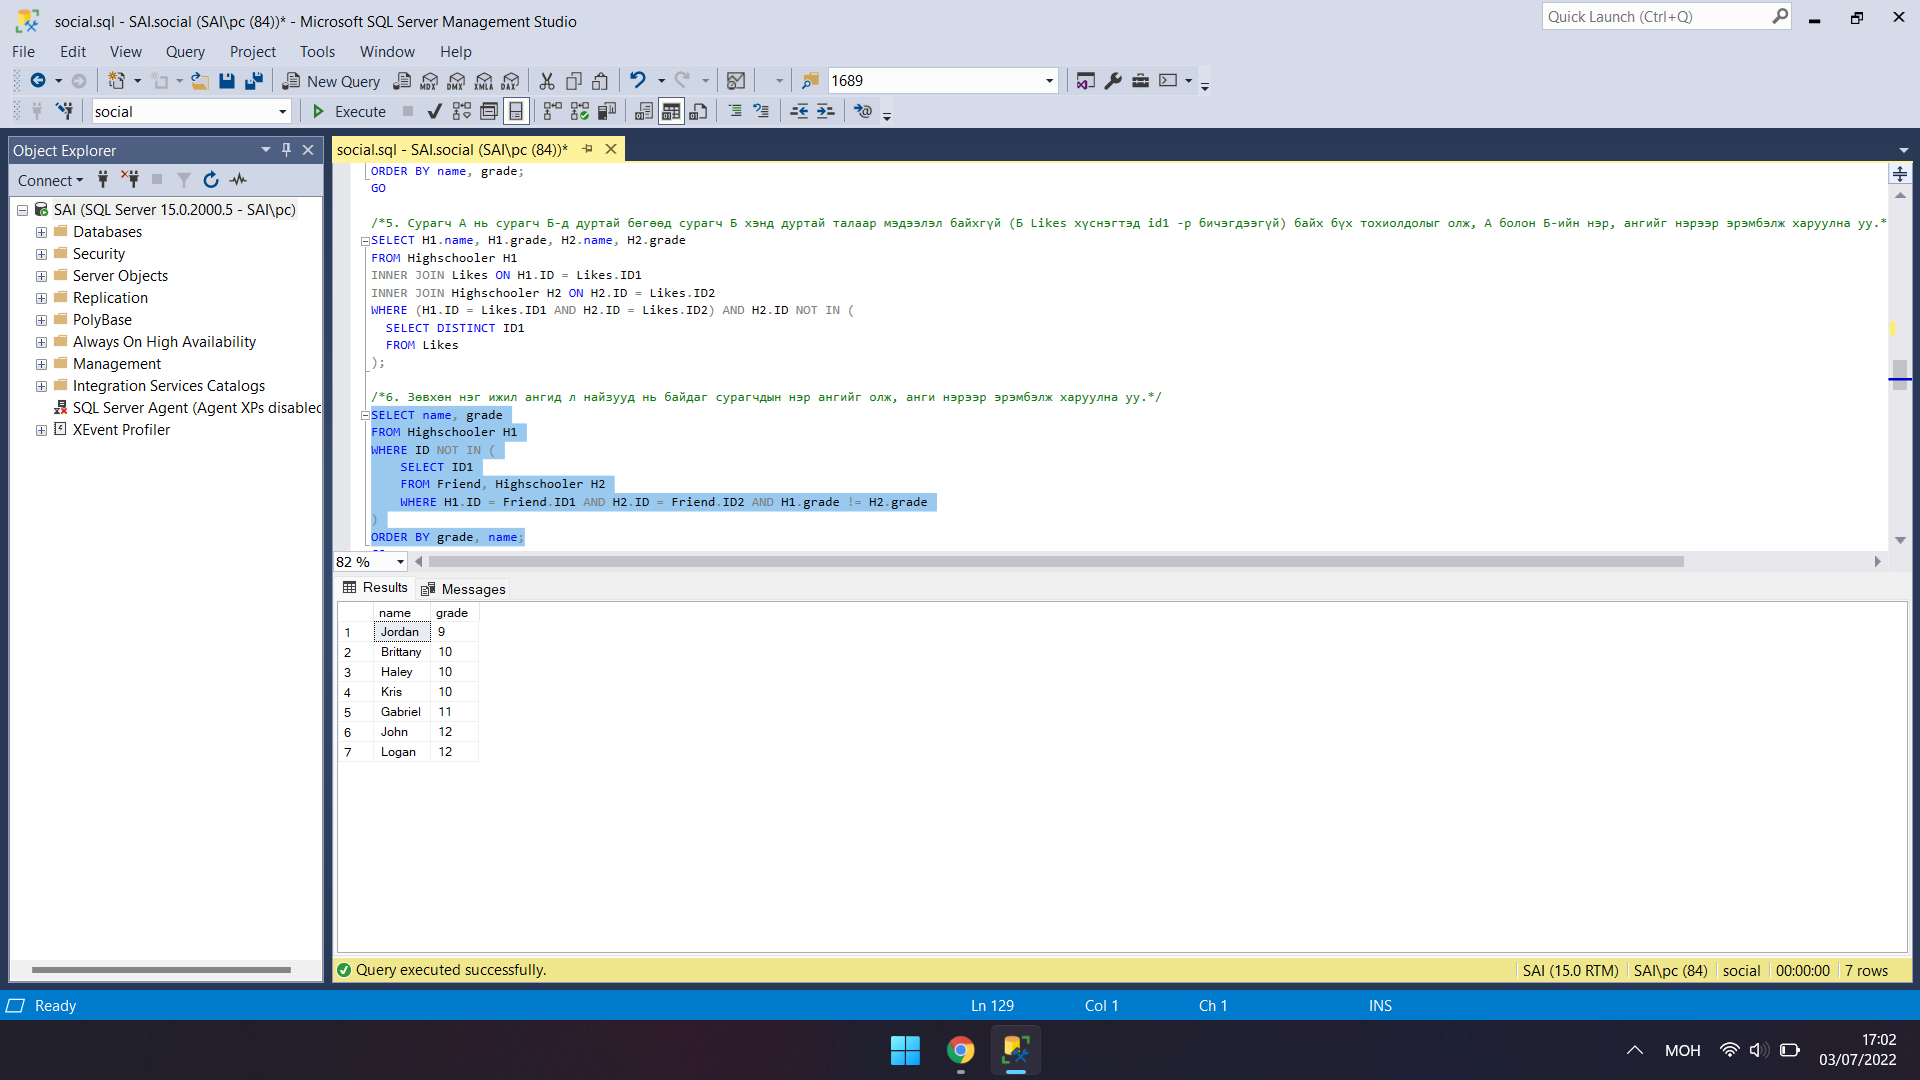 social.sql - SAI.social (SAI\pc (84))* - Microsoft SQL Server Management Studio
Quick Launch (Ctrl+Q)
File Edit View Query Project Tools Window Help
New Query
MDX DMX XMLA DAX
1689
social
Execute
Object Explorer
social.sql - SAI.social (SAI\pc (84))*
Connect
SAI (SQL Server 15.0.2000.5 - SAI\pc)
Databases
Security
Server Objects
Replication
PolyBase
Always On High Availability
Management
Integration Services Catalogs
SQL Server Agent (Agent XPs disabled
XEvent Profiler
ORDER BY name, grade;
GO
/*5. Сурагч А нь сурагч Б-д дуртай бөгөөд сурагч Б хэнд дуртай талаар мэдээлэл байхгүй (Б Likes хүснэгтэд id1 -р бичэгдээгүй) байх бүх тохиолдолыг олж, А болон Б-ийн нэр, ангийг нэрээр эрэмбэлж харуулна уу.*
SELECT H1.name, H1.grade, H2.name, H2.grade
FROM Highschooler H1
INNER JOIN Likes ON H1.ID = Likes.ID1
INNER JOIN Highschooler H2 ON H2.ID = Likes.ID2
WHERE (H1.ID = Likes.ID1 AND H2.ID = Likes.ID2) AND H2.ID NOT IN (
SELECT DISTINCT ID1
FROM Likes
);
/*6. Зөвхөн нэг ижил ангид л найзууд нь байдаг сурагчдын нэр ангийг олж, анги нэрээр эрэмбэлж харуулна уу.*/
SELECT name, grade
FROM Highschooler H1
WHERE ID NOT IN (
SELECT ID1
FROM Friend, Highschooler H2
WHERE H1.ID = Friend.ID1 AND H2.ID = Friend.ID2 AND H1.grade != H2.grade
)
ORDER BY grade, name;
82 %
Results Messages
name grade
1 Jordan 9
2 Brittany 10
3 Haley 10
4 Kris 10
5 Gabriel 11
6 John 12
7 Logan 12
Query executed successfully.
SAI (15.0 RTM) SAI\pc (84) social 00:00:00 7 rows
Ready
Ln 129 Col 1 Ch 1 INS
МОН
17:02
03/07/2022